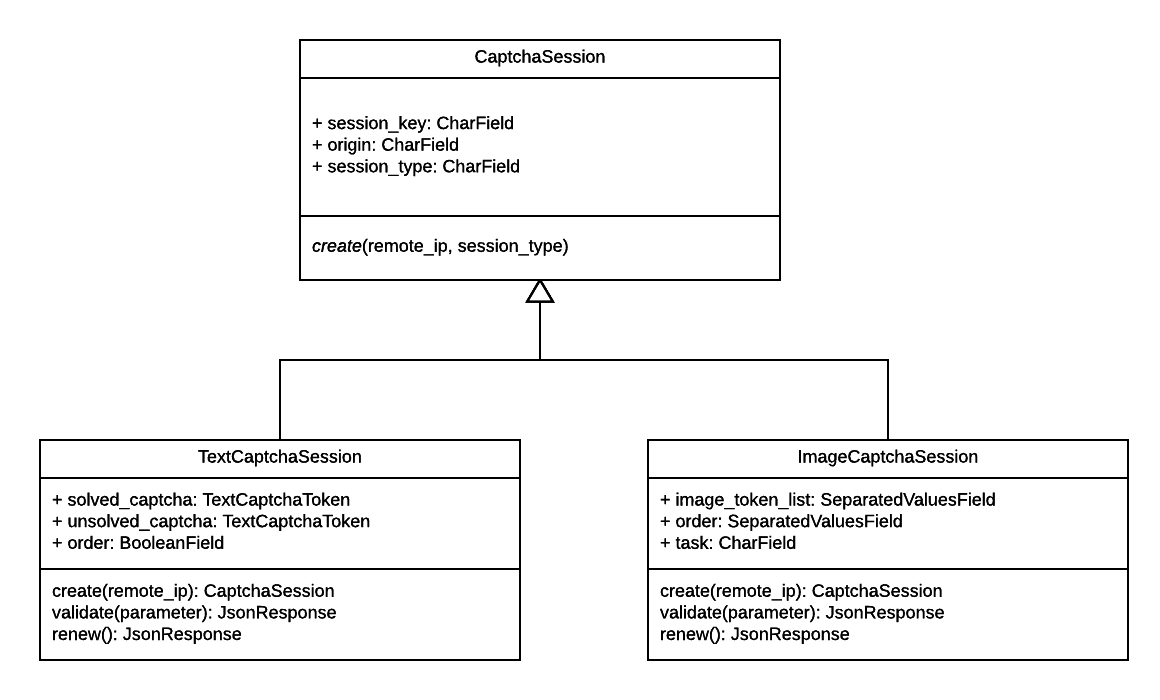 CaptchaSession
+ session_key: CharField
+ origin: CharField
+ session_type: CharField
create(remote_ip, session_type)
TextCaptchaSession
+ solved_captcha: TextCaptchaToken
+ unsolved_captcha: TextCaptchaToken
+ order: BooleanField
create(remote_ip): CaptchaSession
validate(parameter): JsonResponse
renew(): JsonResponse
ImageCaptchaSession
+ image_token_list: SeparatedValuesField
+ order: SeparatedValuesField
+ task: CharField
create(remote_ip): CaptchaSession
validate(parameter): JsonResponse
renew(): JsonResponse